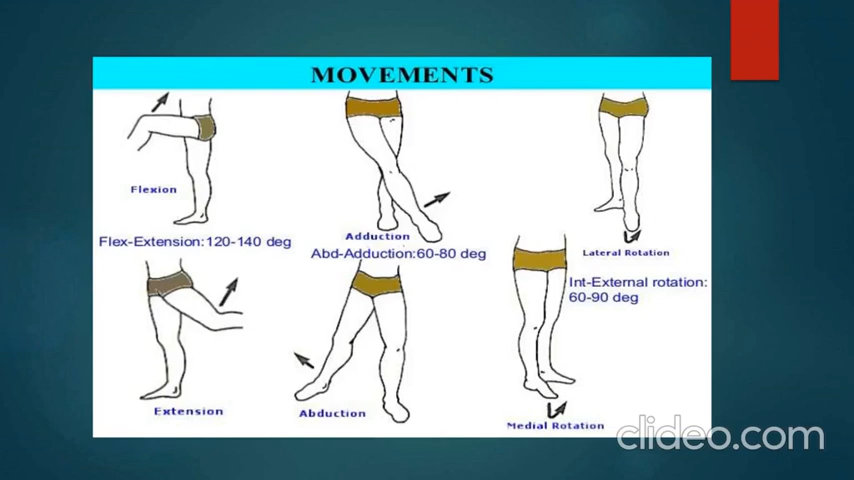 MOVEMENTS
Flexion
Flex-Extension:120-140 deg
Adduction
Abd-Adduction:60-80 deg
Lateral Rotation
Int-External rotation:
60-90 deg
Extension
Abduction
Medial Rotation
clideo.com